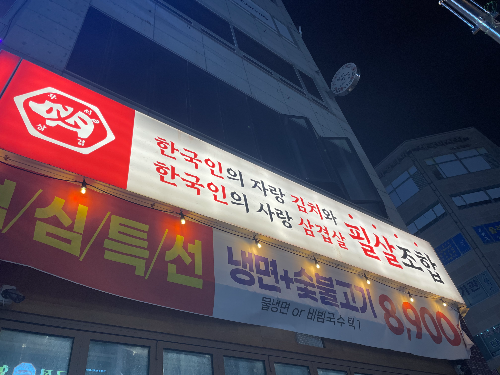 한국인의 자랑 김치와
한국인의 사랑 삼겹살 필살조합
심/특/선
냉면+숯불고기
물냉면 or 비빔국수 택1
8,900